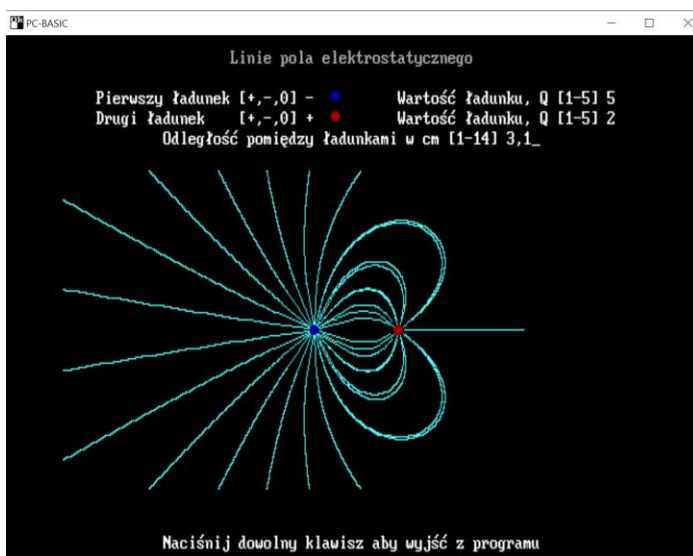 PC-BASIC
Linie pola elektrostatycznego
Pierwszy ładunek [+,-,0] - Wartość ładunku, Q [1-5] 5
Drugi ładunek [+,-,0] + Wartość ładunku, Q [1-5] 2
Odległość pomiędzy ładunkami w cm [1-14] 3,1_
Naciśnij dowolny klawisz aby wyjść z programu